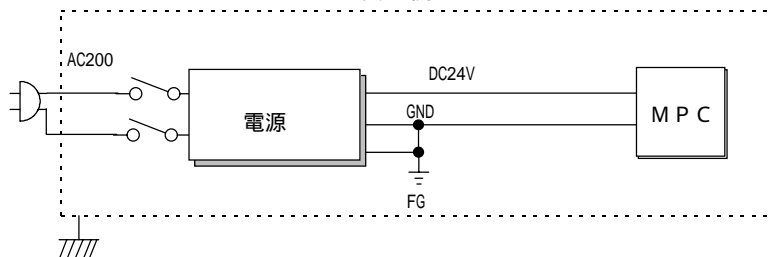 AC200
DC24V
電源
GND
ＭＰＣ
FG